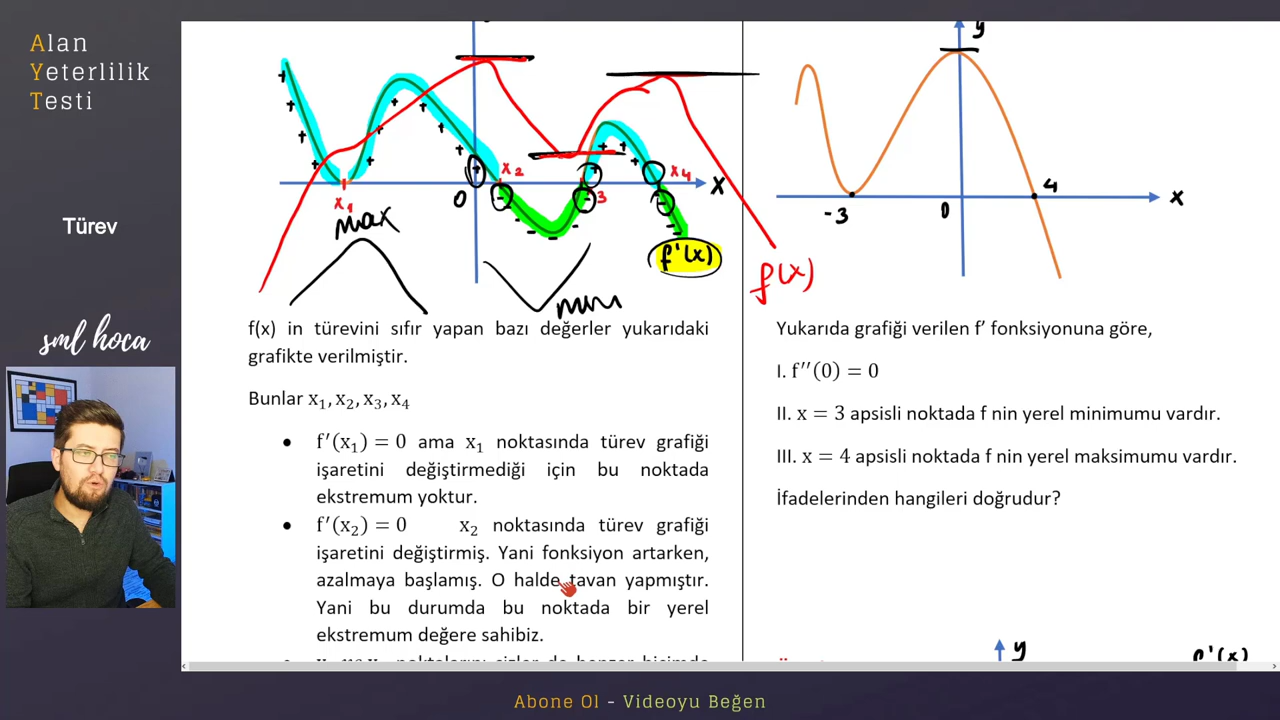 Alan
Yeterlilik
Testi
Türev
sml hoca
x₁
0
x₂
3
x₄
x
max
min
f'(x)
f(x)
f(x) in türevini sıfır yapan bazı değerler yukarıdaki
grafikte verilmiştir.
Bunlar x₁, x₂, x₃, x₄
• f′(x₁) = 0 ama x₁ noktasında türev grafiği
işaretini değiştirmediği için bu noktada
ekstremum yoktur.
• f′(x₂) = 0 x₂ noktasında türev grafiği
işaretini değiştirmiş. Yani fonksiyon artarken,
azalmaya başlamış. O halde tavan yapmıştır.
Yani bu durumda bu noktada bir yerel
ekstremum değere sahibiz.
y
-3
0
4
x
Yukarıda grafiği verilen f′ fonksiyonuna göre,
I. f′′(0) = 0
II. x = 3 apsisli noktada f nin yerel minimumu vardır.
III. x = 4 apsisli noktada f nin yerel maksimumu vardır.
İfadelerinden hangileri doğrudur?
y
f'(x)
Abone Ol - Videoyu Beğen